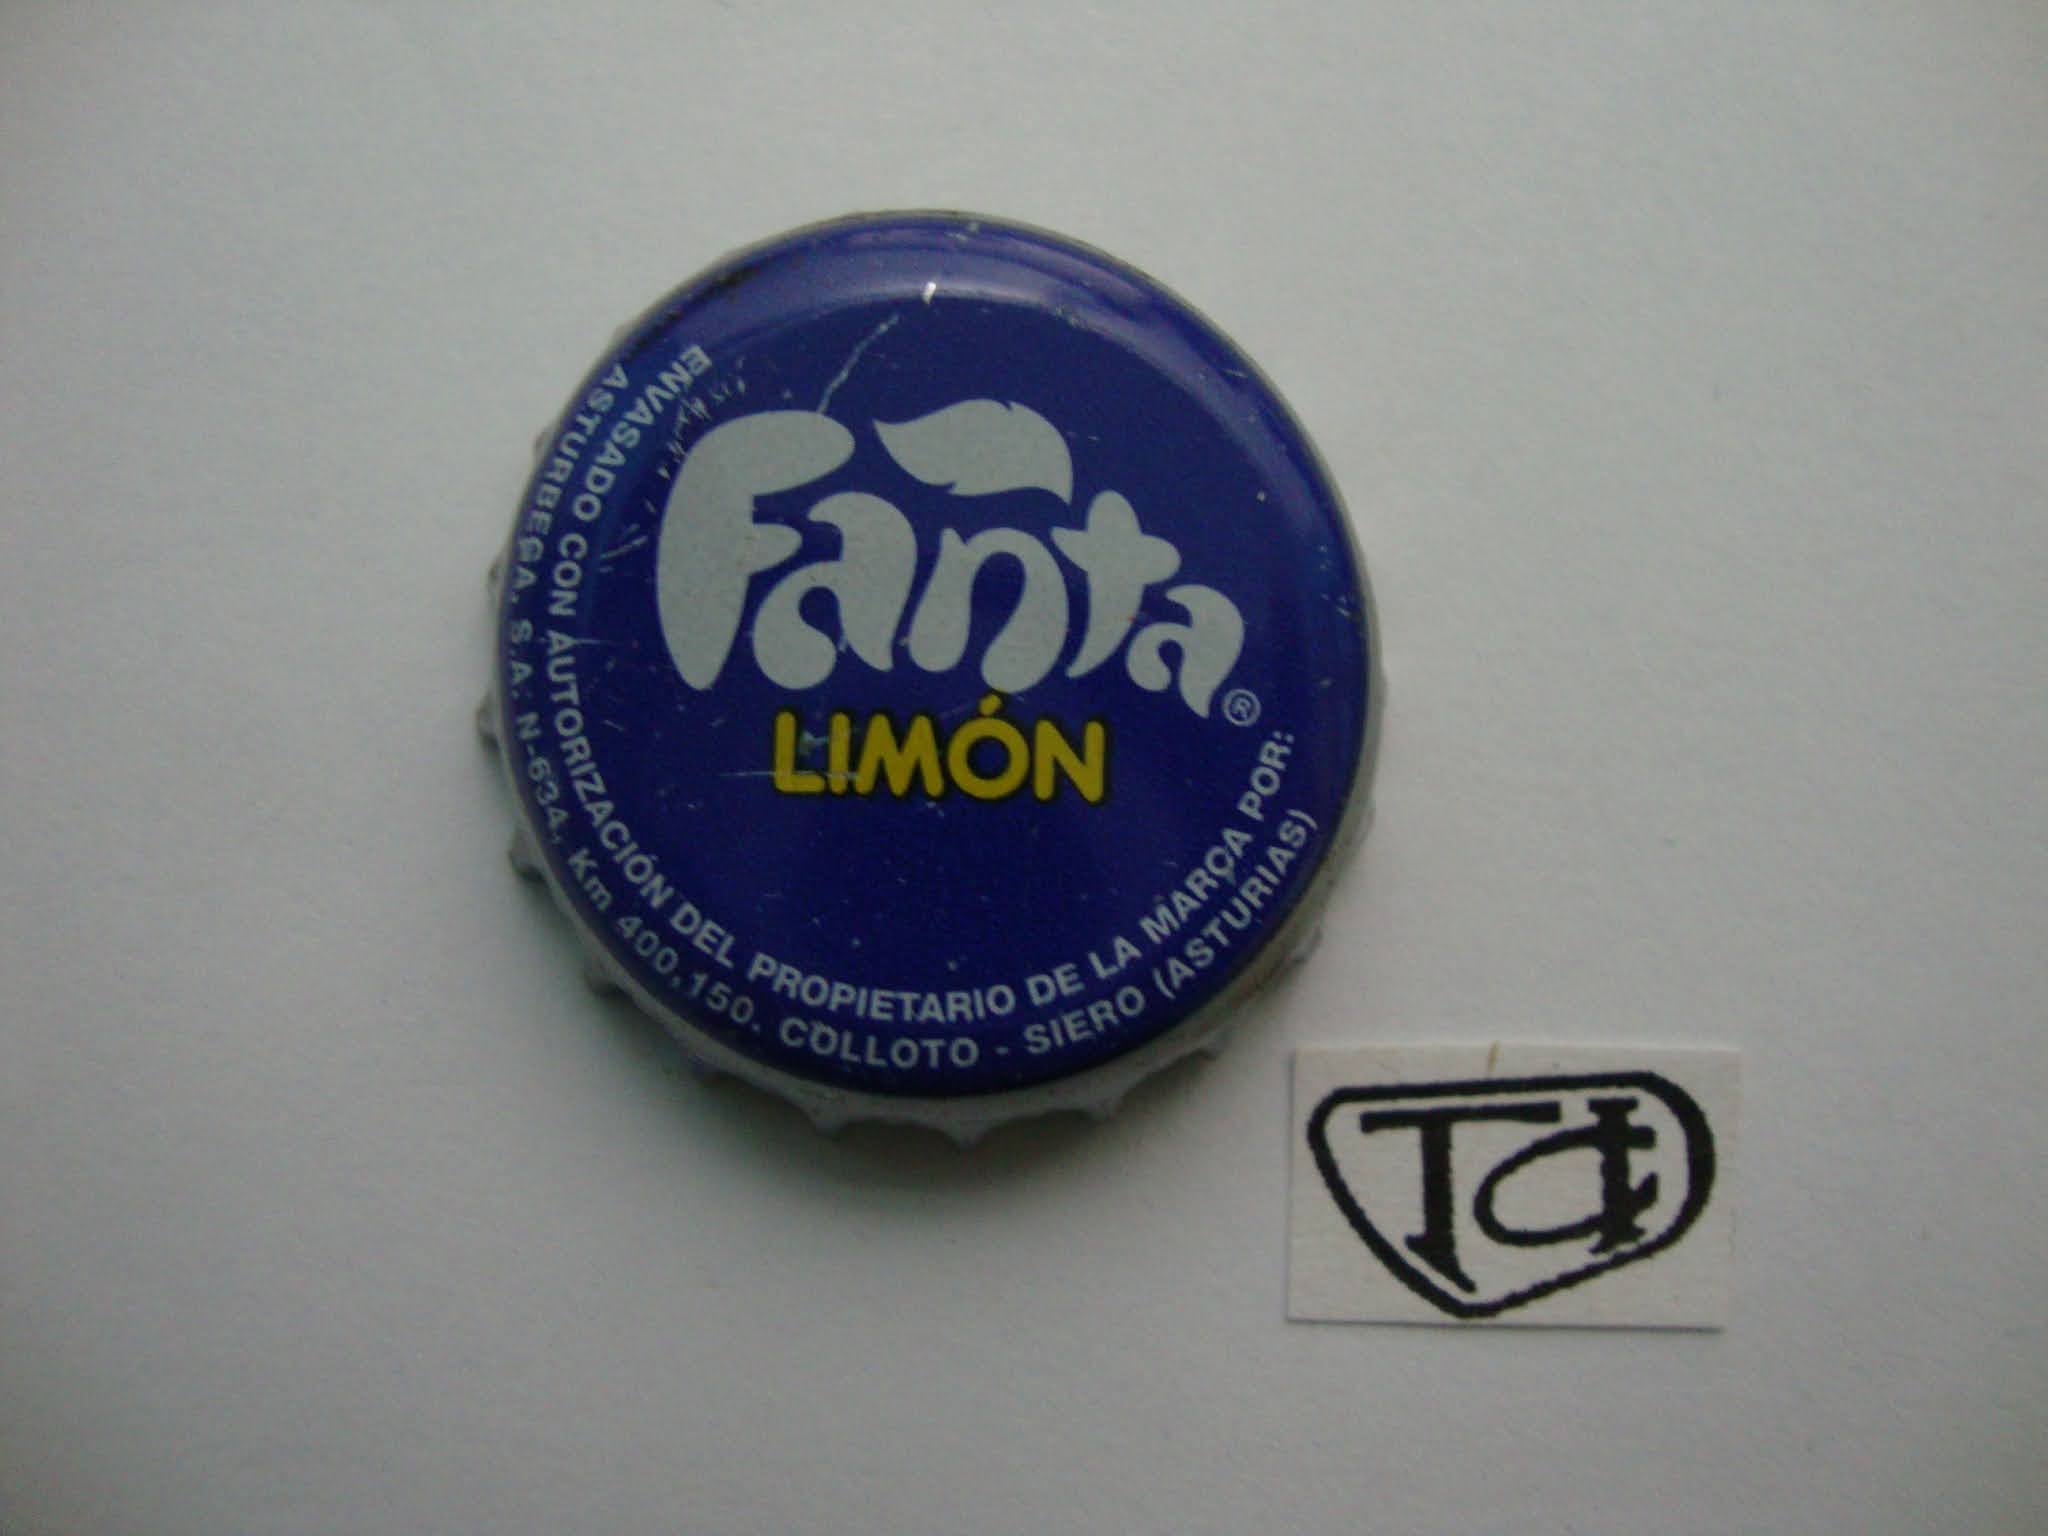 Fanta®
LIMÓN
ENVASADO CON AUTORIZACIÓN DEL PROPIETARIO DE LA MARCA POR:
ASTURBEGA, S.A. N-634, Km 400,150. COLLOTO - SIERO (ASTURIAS)